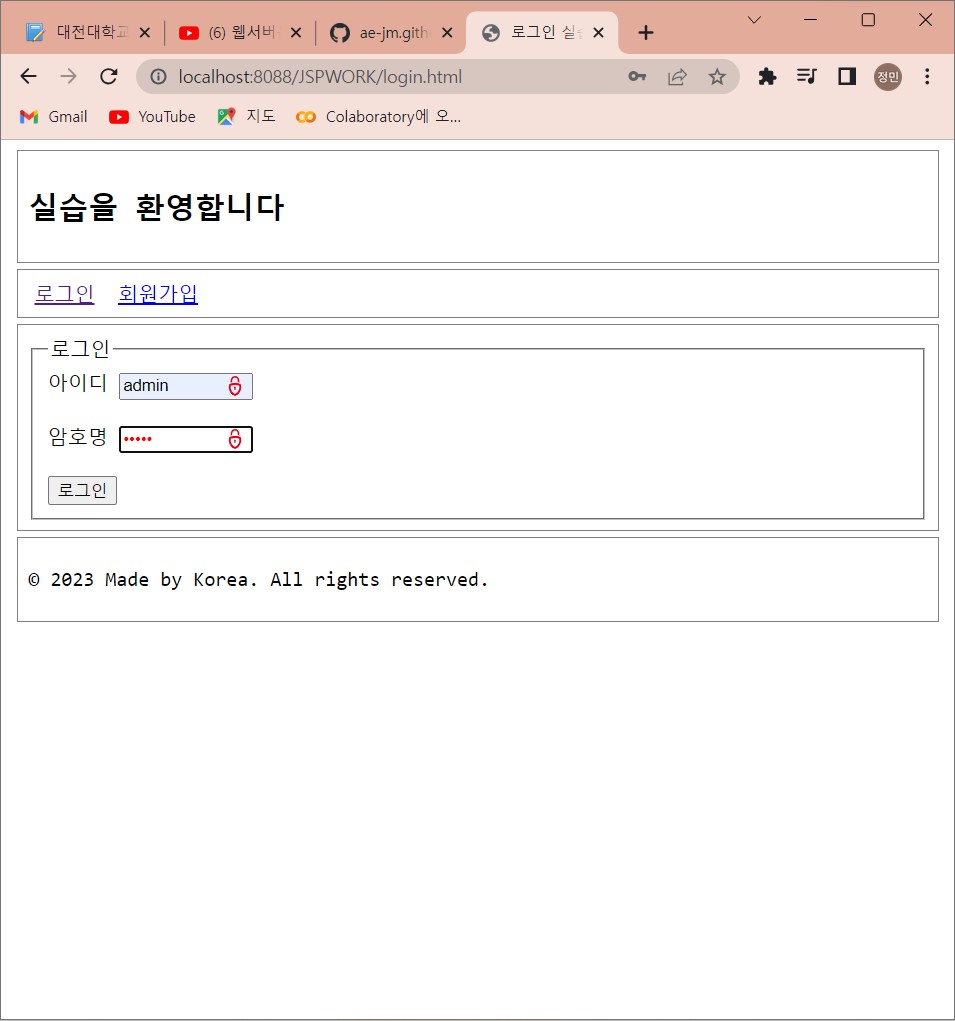 대전대학교
(6) 웹서버
ae-jm.gith
로그인 실습
localhost:8088/JSPWORK/login.html
정민
Gmail
YouTube
지도
Colaboratory에 오...
실습을 환영합니다
로그인 회원가입
로그인
아이디 admin
암호명 •••••
로그인
© 2023 Made by Korea. All rights reserved.